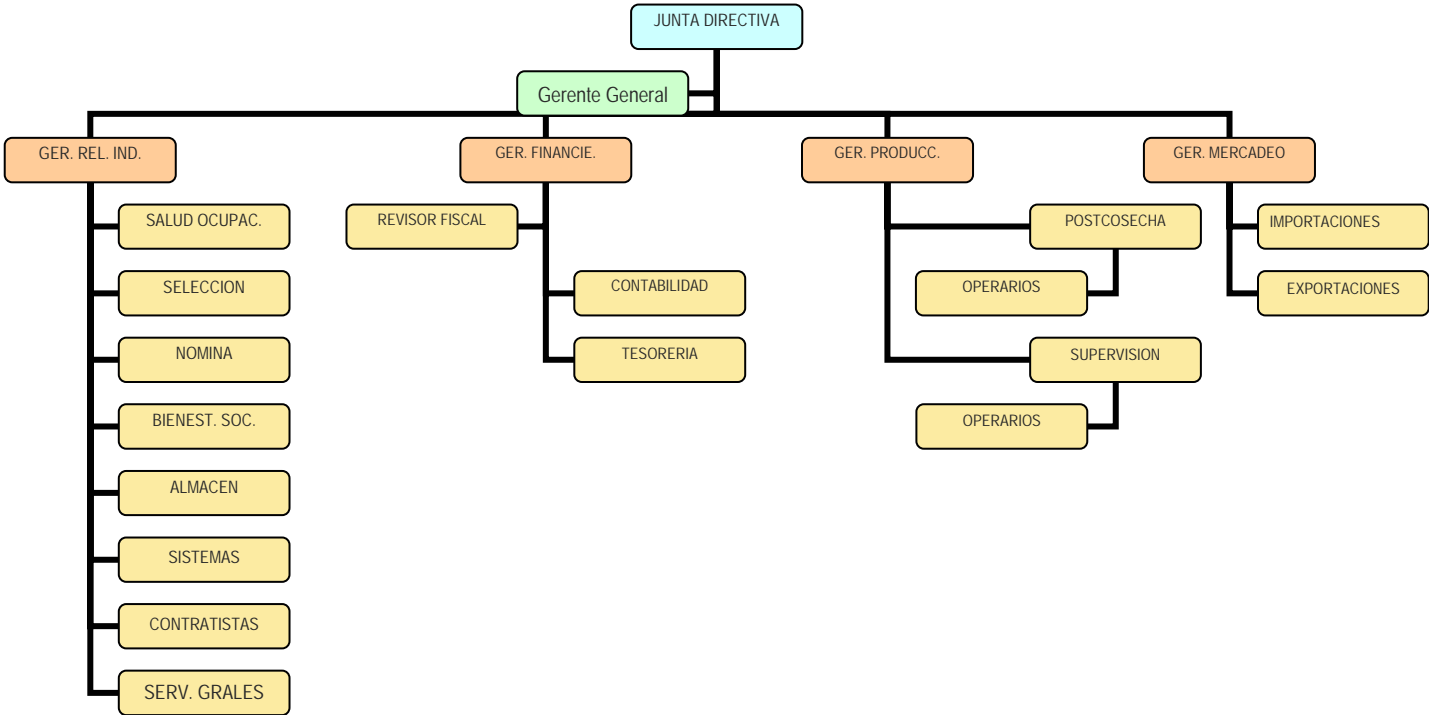 JUNTA DIRECTIVA
Gerente General
GER. REL. IND.
GER. FINANCIE.
GER. PRODUCC.
GER. MERCADEO
SALUD OCUPAC.
REVISOR FISCAL
POSTCOSECHA
IMPORTACIONES
SELECCION
CONTABILIDAD
OPERARIOS
EXPORTACIONES
NOMINA
TESORERIA
SUPERVISION
BIENEST. SOC.
OPERARIOS
ALMACEN
SISTEMAS
CONTRATISTAS
SERV. GRALES